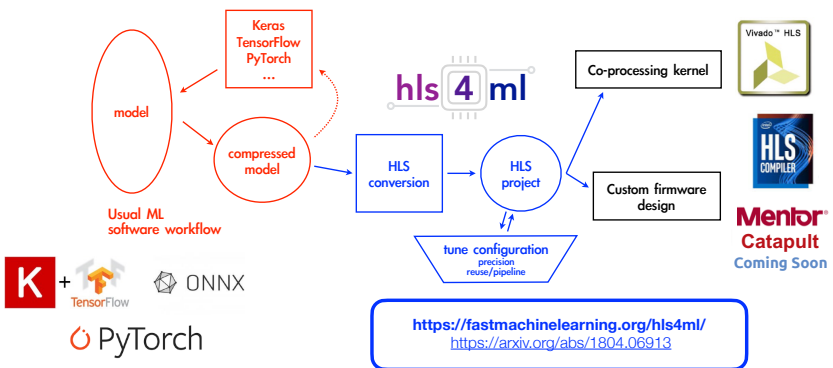 Keras
TensorFlow
PyTorch
...
model
compressed
model
Usual ML
software workflow
hls 4 ml
HLS
conversion
HLS
project
tune configuration
precision
reuse/pipeline
Co-processing kernel
Custom firmware
design
Vivado™ HLS
intel
HLS
COMPILER
Mentor®
Catapult
Coming Soon
K
+
TensorFlow
ONNX
PyTorch
https://fastmachinelearning.org/hls4ml/
https://arxiv.org/abs/1804.06913